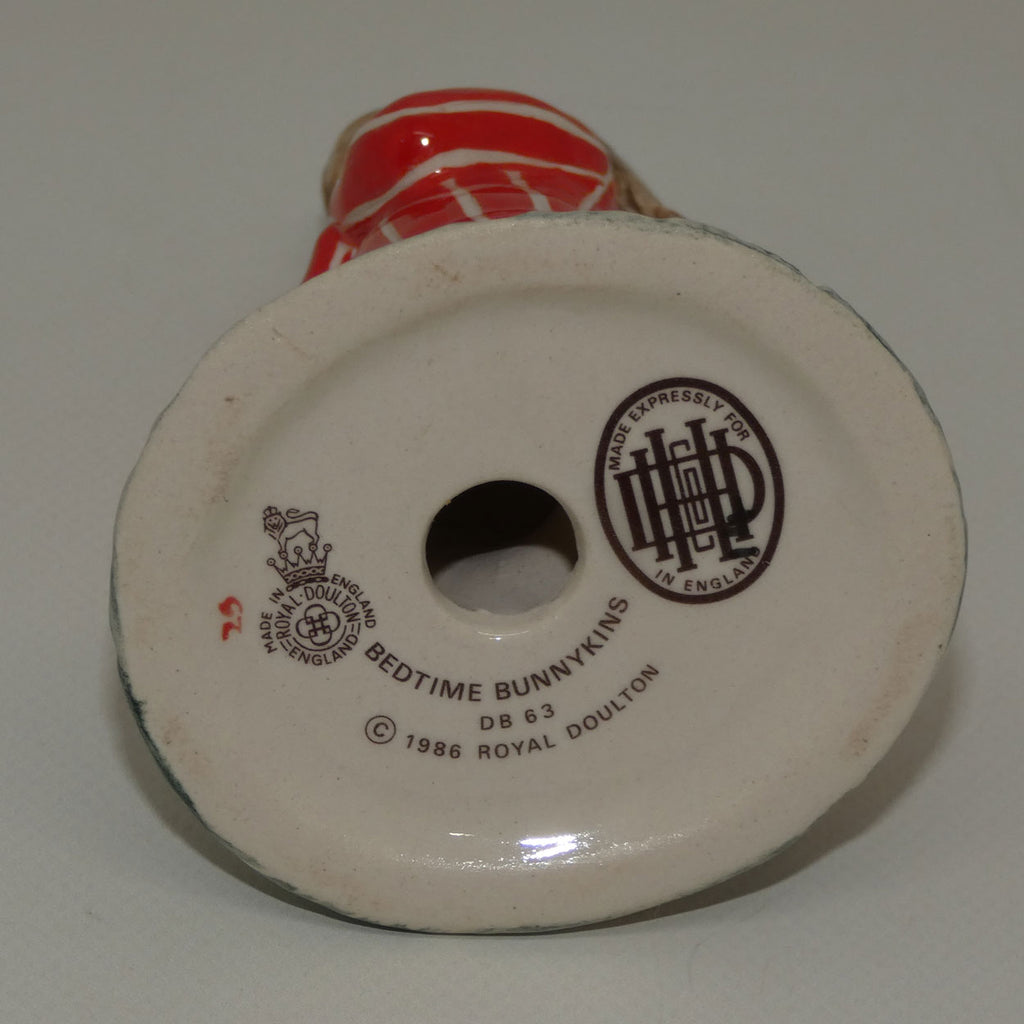 MADE EXPRESSLY FOR
IN ENGLAND
MADE IN ENGLAND
ROYAL·DOULTON
ENGLAND
BEDTIME BUNNYKINS
DB 63
© 1986 ROYAL DOULTON